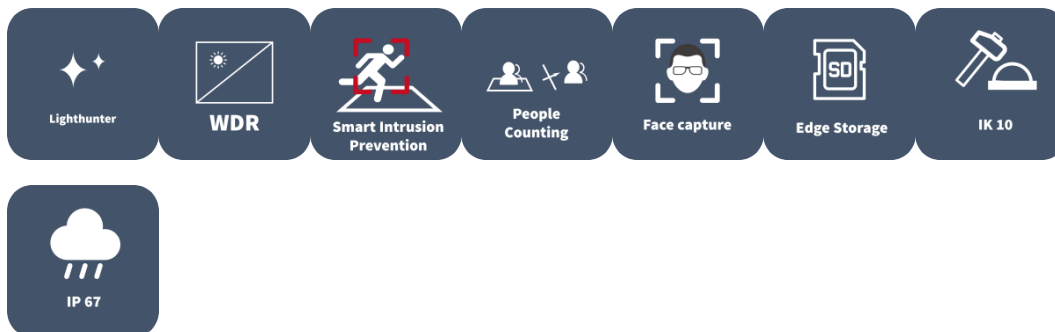 Lighthunter
WDR
Smart Intrusion
Prevention
People
Counting
Face capture
SD
Edge Storage
IK 10
IP 67